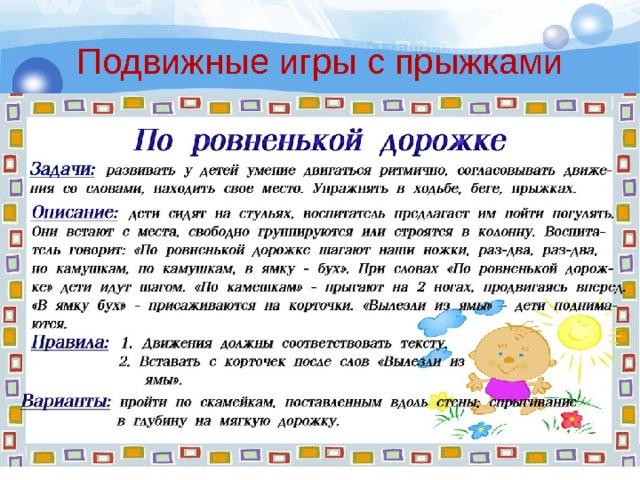 Подвижные игры с прыжками
По ровненькой дорожке
Задачи: развивать у детей умение двигаться ритмично, согласовывать движе-
ния со словами, находить свое место. Упражнять в ходьбе, беге, прыжках.
Описание: дети сидят на стульях, воспитатель предлагает им пойти погулять.
Они встают с места, свободно группируются или строятся в колонну. Воспита-
тель говорит: «По ровненькой дорожке шагают наши ножки, раз-два, раз-два,
по камушкам, по камушкам, в ямку - бух». При словах «По ровненькой дорож-
ке» дети идут шагом. «По камешкам» - прыгают на 2 ногах, продвигаясь вперед.
«В ямку бух» - присаживаются на корточки. «Вылезли из ямы» - дети поднима-
ются.
Правила: 1. Движения должны соответствовать тексту.
2. Вставать с корточек после слов «Вылезли из
ямы».
Варианты: пройти по скамейкам, поставленным вдоль стены, спрыгивание
в глубину на мягкую дорожку.